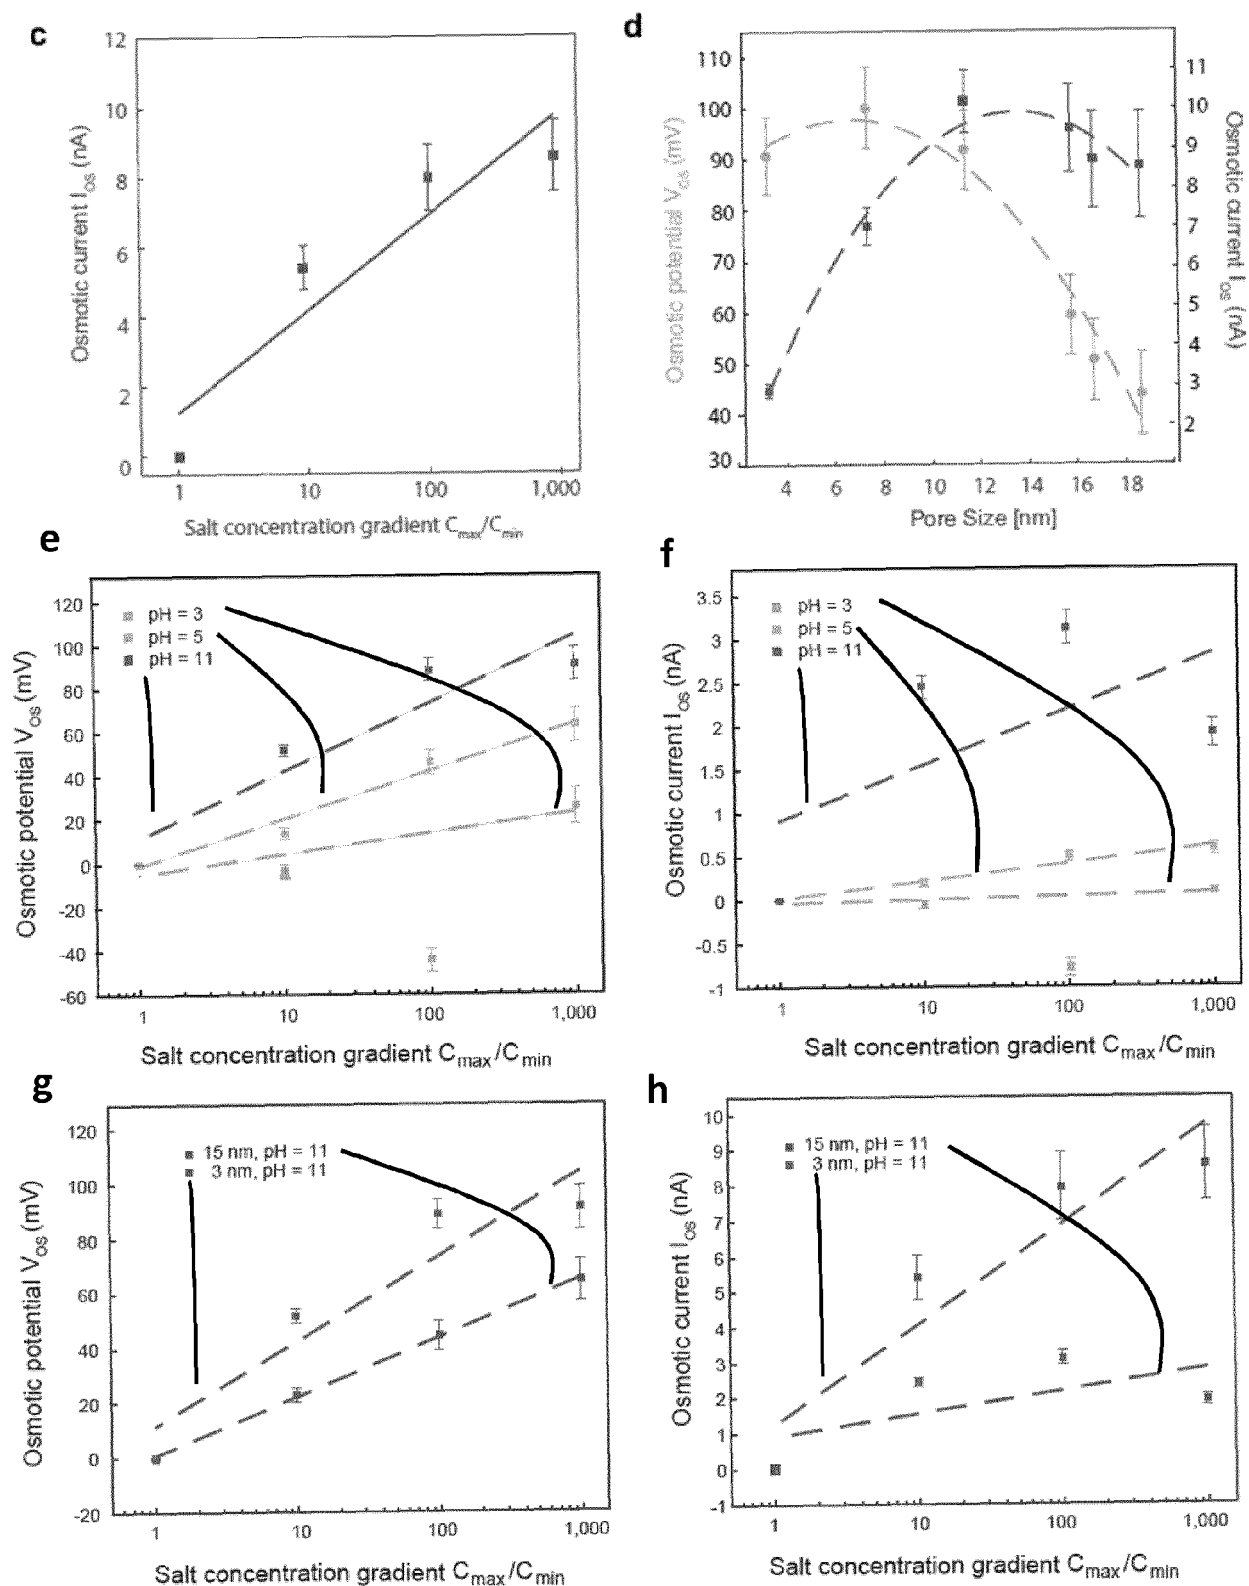 c
12
10
8
6
4
2
0
Osmotic current I_os (nA)
1 10 100 1,000
Salt concentration gradient C_max/C_min
d
110
100
90
80
70
60
50
40
30
Osmotic potential V_os (mV)
11
10
9
8
7
6
5
4
3
2
Osmotic current I_os (nA)
4 6 8 10 12 14 16 18
Pore Size [nm]
e
120
100
80
60
40
20
0
-20
-40
-60
Osmotic potential V_os (mV)
pH = 3
pH = 5
pH = 11
1 10 100 1,000
Salt concentration gradient C_max/C_min
f
3.5
3
2.5
2
1.5
1
0.5
0
-0.5
-1
Osmotic current I_os (nA)
pH = 3
pH = 5
pH = 11
1 10 100 1,000
Salt concentration gradient C_max/C_min
g
120
100
80
60
40
20
0
-20
Osmotic potential V_os (mV)
15 nm, pH = 11
3 nm, pH = 11
1 10 100 1,000
Salt concentration gradient C_max/C_min
h
10
9
8
7
6
5
4
3
2
1
0
-1
Osmotic current I_os (nA)
15 nm, pH = 11
3 nm, pH = 11
1 10 100 1,000
Salt concentration gradient C_max/C_min